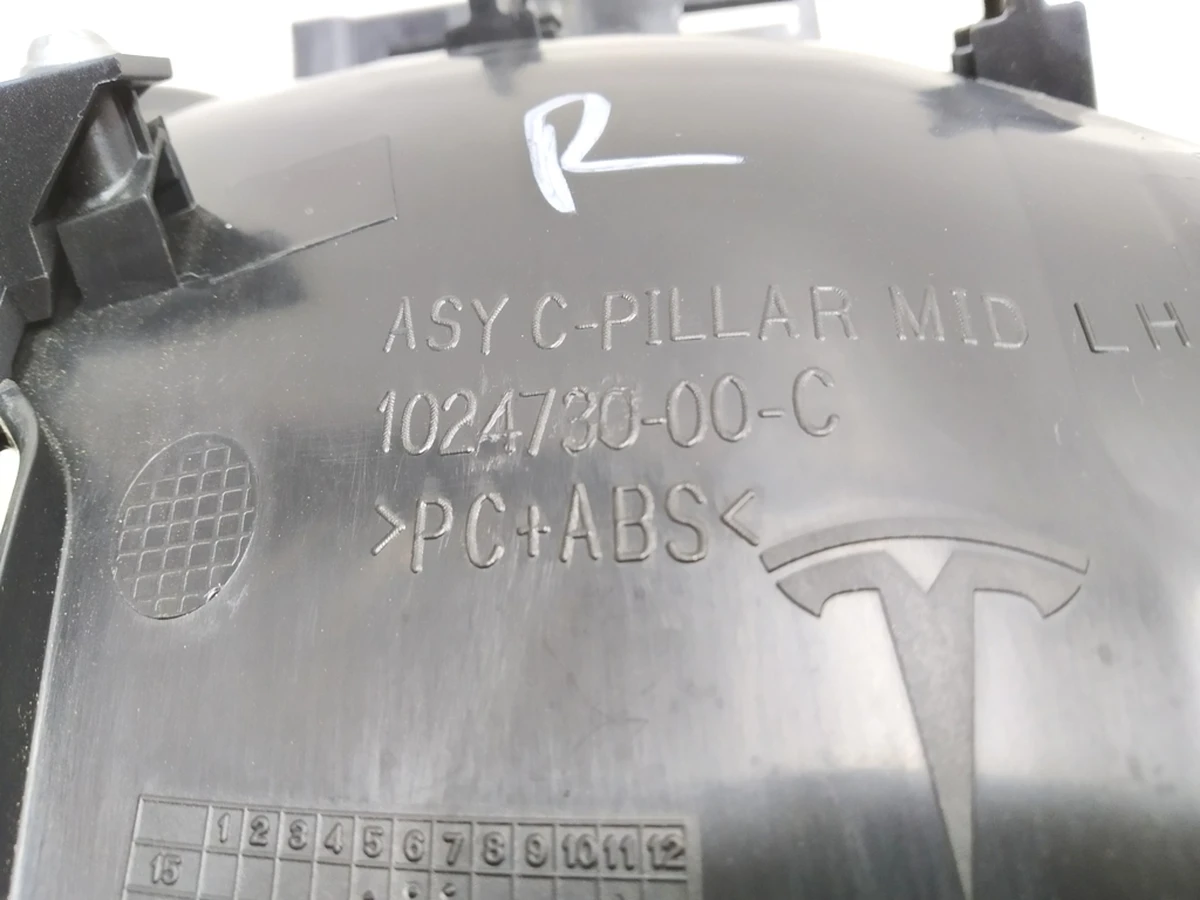 R
ASY C-PILLAR MID LH
1024730-00-C
>PC+ABS<
1 2 3 4 5 6 7 8 9 10 11 12
15